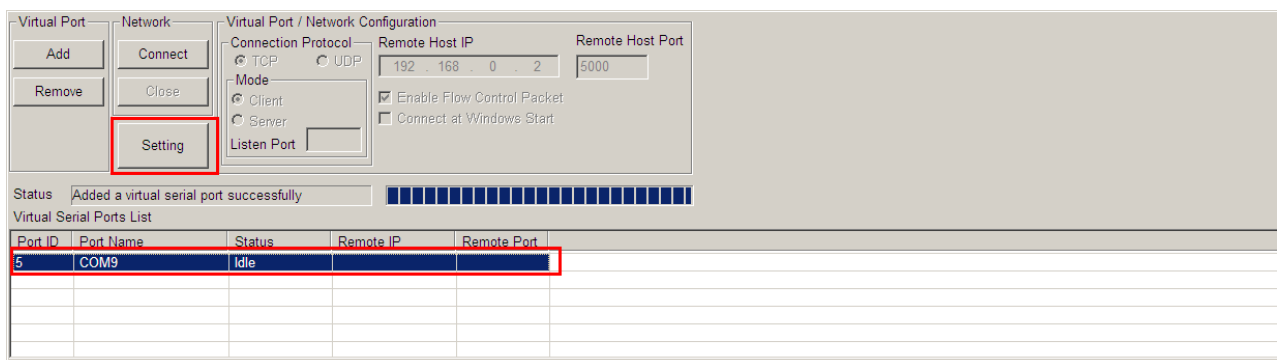 Virtual Port Network Virtual Port / Network Configuration
Connection Protocol Remote Host IP Remote Host Port
Add Connect TCP UDP 192 . 168 . 0 . 2 5000
Mode
Remove Close Client Enable Flow Control Packet
Server Connect at Windows Start
Setting Listen Port
Status Added a virtual serial port successfully
Virtual Serial Ports List
Port ID Port Name Status Remote IP Remote Port
5 COM9 Idle